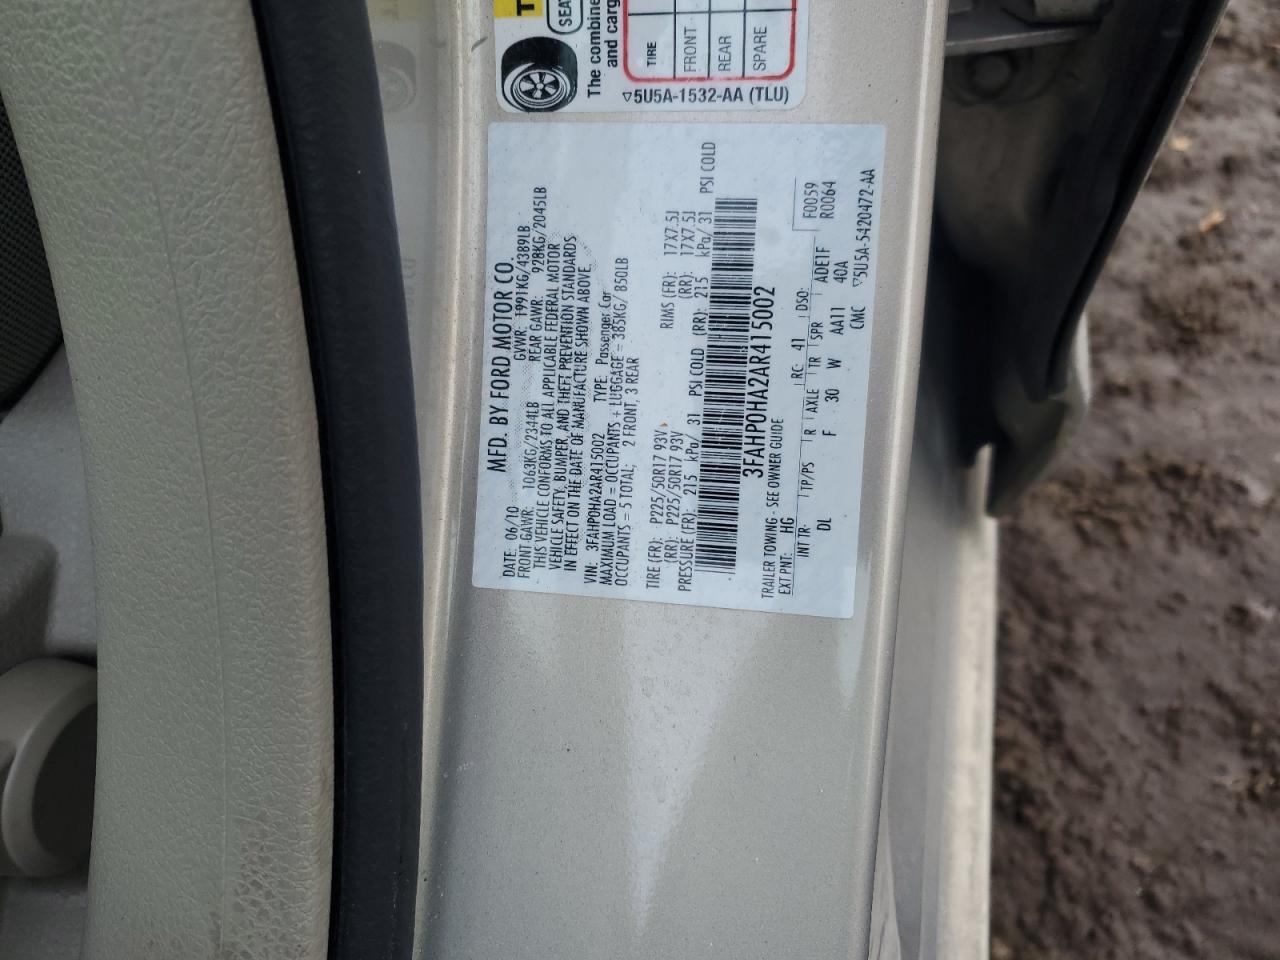 MFD. BY FORD MOTOR CO.
DATE: 06/10 GVWR: 1991KG/4389LB
FRONT GAWR: 1063KG/2344LB REAR GAWR: 928KG/2045LB
THIS VEHICLE CONFORMS TO ALL APPLICABLE FEDERAL MOTOR
VEHICLE SAFETY, BUMPER, AND THEFT PREVENTION STANDARDS
IN EFFECT ON THE DATE OF MANUFACTURE SHOWN ABOVE.
VIN: 3FAHP0HA2AR415002 TYPE: Passenger Car
MAXIMUM LOAD = OCCUPANTS + LUGGAGE = 385KG/ 850LB
OCCUPANTS = 5 TOTAL; 2 FRONT, 3 REAR
TIRE (FR): P225/50R17 93V RIMS (FR): 17X7.5J
(RR): P225/50R17 93V (RR): 17X7.5J
PRESSURE (FR): 215 kPa/ 31 PSI COLD (RR): 215 kPa/ 31 PSI COLD
3FAHP0HA2AR415002
TRAILER TOWING - SEE OWNER GUIDE
EXT PNT: HG RC: 41 DSO: F0059
R0064
INT TR: TP/PS R AXLE TR SPR ADE1F
DL F 30 W AA11 40A
CMC ▽5U5A-5420472-AA
T
SEAT
The combine
and carg
TIRE
FRONT
REAR
SPARE
▽5U5A-1532-AA (TLU)